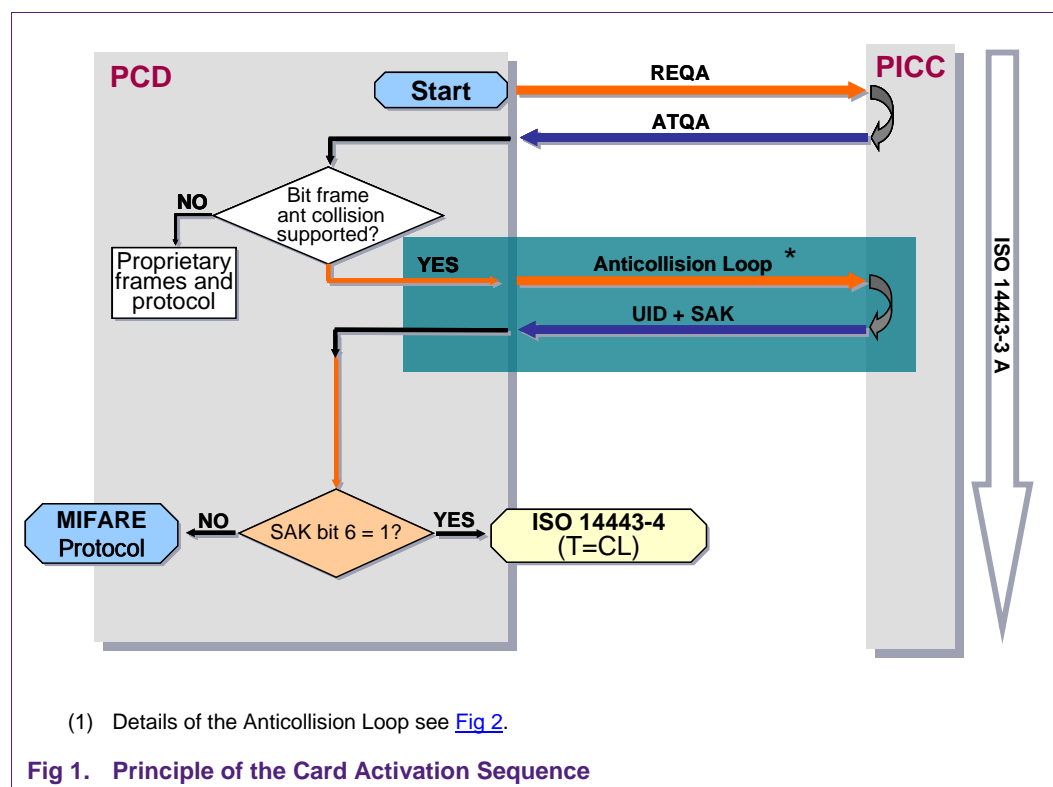 PCD
PICC
Start
REQA
ATQA
Bit frame
ant collision
supported?
NO
Proprietary
frames and
protocol
YES
Anticollision Loop *
UID + SAK
ISO 14443-3 A
SAK bit 6 = 1?
NO
MIFARE
Protocol
YES
ISO 14443-4
(T=CL)
(1) Details of the Anticollision Loop see Fig 2.
Fig 1. Principle of the Card Activation Sequence